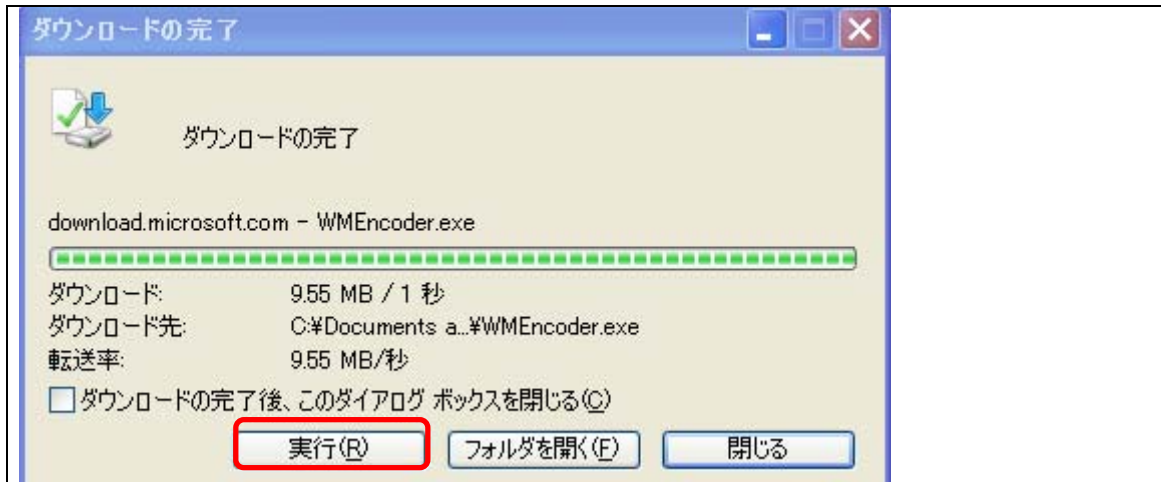 ダウンロードの完了
ダウンロードの完了
download.microsoft.com - WMEncoder.exe
ダウンロード: 9.55 MB / 1 秒
ダウンロード先: C:¥Documents a...¥WMEncoder.exe
転送率: 9.55 MB/秒
ダウンロードの完了後、このダイアログ ボックスを閉じる(C)
実行(R) フォルダを開く(F) 閉じる